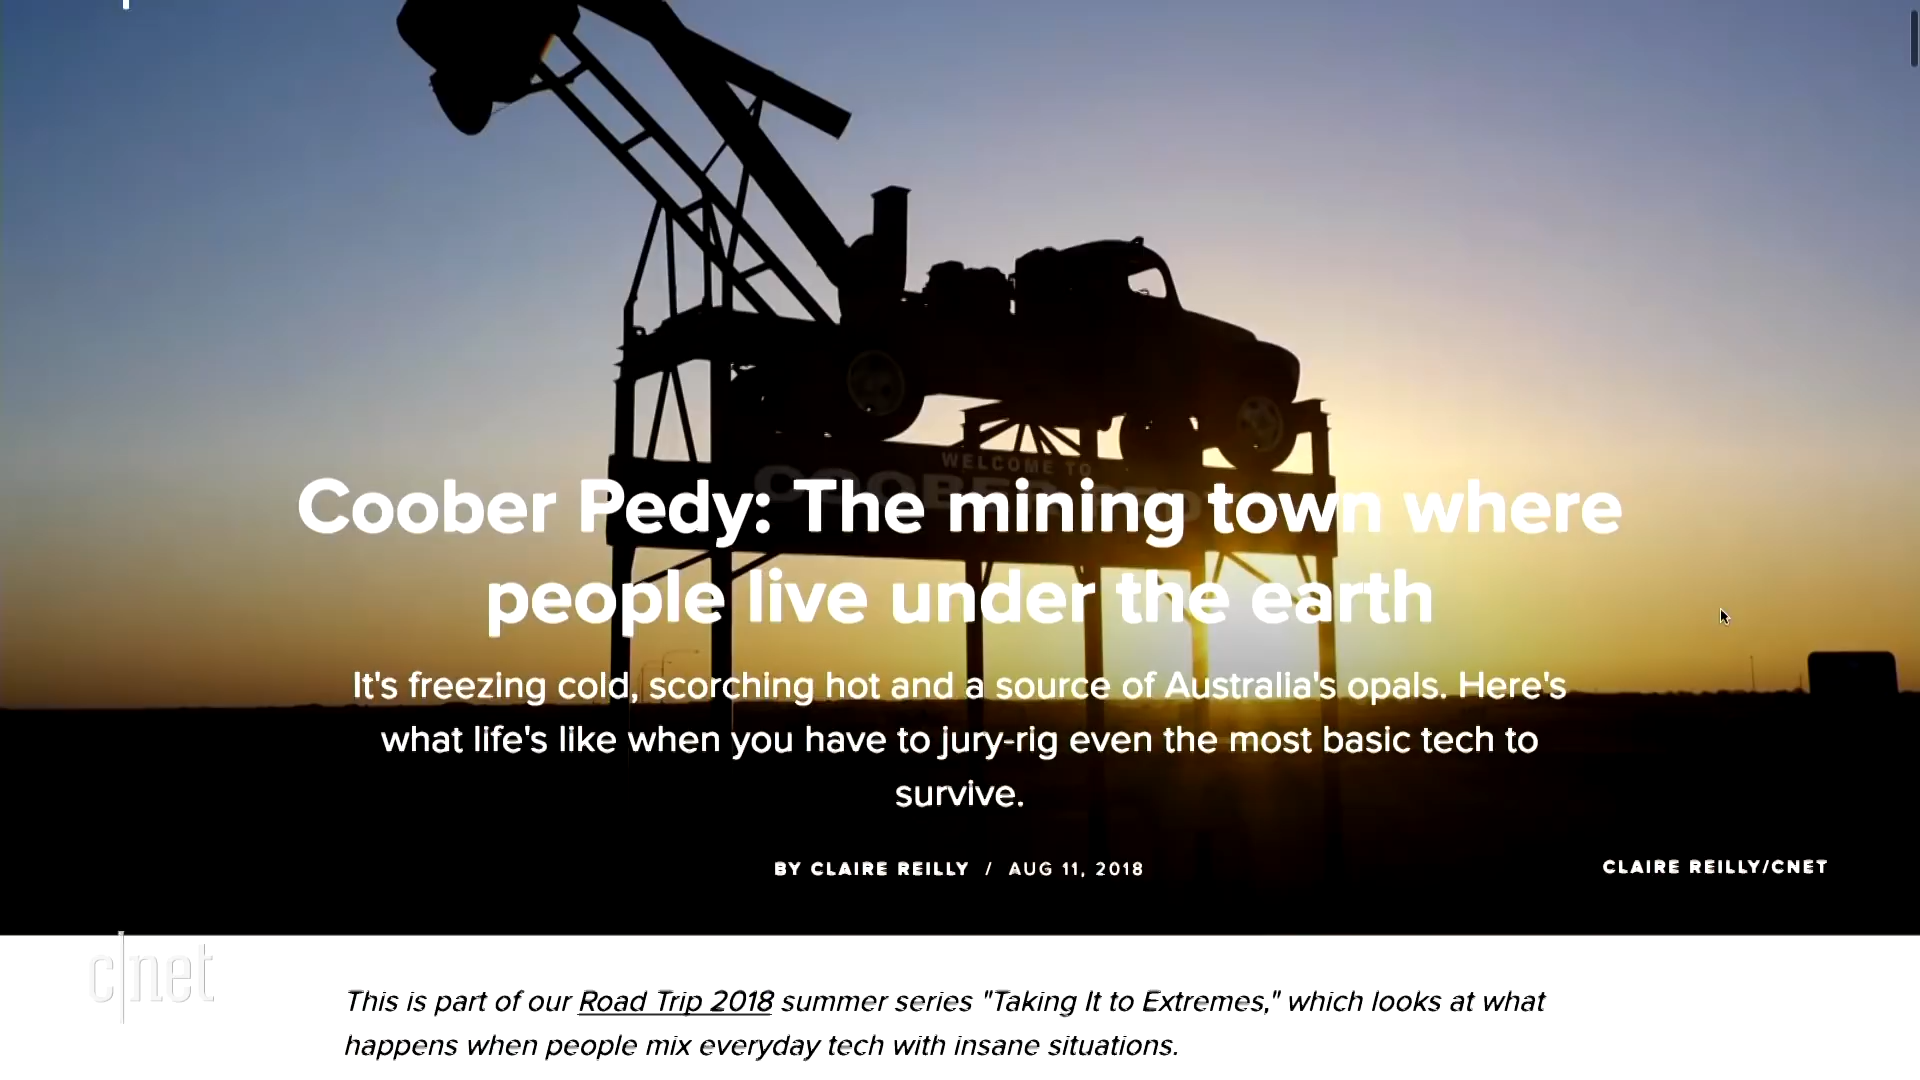 WELCOME TO
Coober Pedy: The mining town where
people live under the earth
It's freezing cold, scorching hot and a source of Australia's opals. Here's
what life's like when you have to jury-rig even the most basic tech to
survive.
BY CLAIRE REILLY / AUG 11, 2018
CLAIRE REILLY/CNET
c|net
This is part of our Road Trip 2018 summer series "Taking It to Extremes," which looks at what
happens when people mix everyday tech with insane situations.